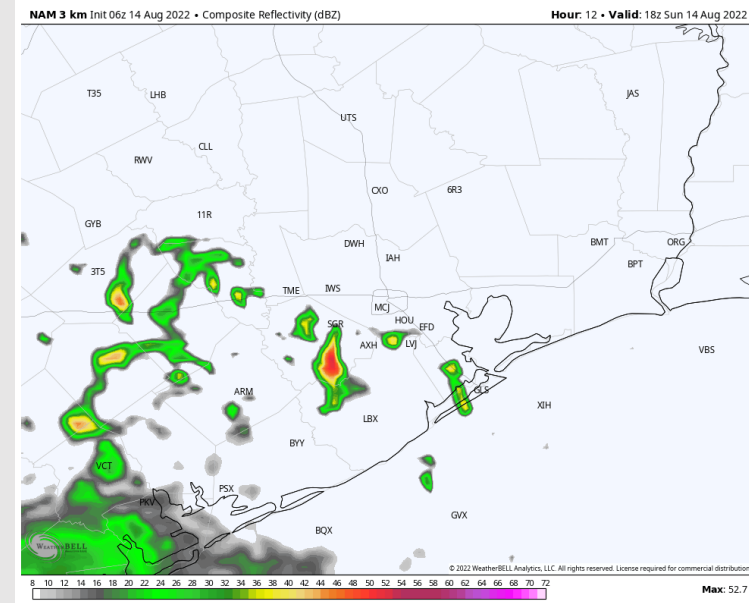 NAM 3 km Init 06z 14 Aug 2022 • Composite Reflectivity (dBZ) Hour: 12 • Valid: 18z Sun 14 Aug 2022
T35 LHB JAS
UTS
CLL
RWV
OXO 6R3
11R
GYB
DWH BMT ORG
IAH BPT
3T5
TME IWS
MCJ
SGR HOU EFD
AXH LVJ VBS
ARM GLS
XIH
LBX
BYY
VCT
PSX
PKV
GVX
BQX
WEATHERBELL
© 2022 WeatherBELL Analytics, LLC. All rights reserved. License required for commercial distribution
8 10 12 14 16 18 20 22 24 26 28 30 32 34 36 38 40 42 44 46 48 50 52 54 56 58 60 62 64 66 68 70 72
Max: 52.7